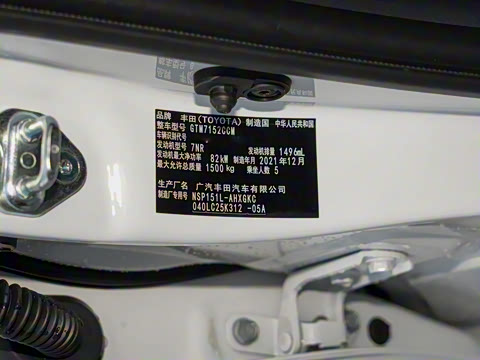 品牌 丰田(TOYOTA) 制造国 中华人民共和国
整车型号 GTM7152GCM
车辆识别代号
发动机型号 7NR 发动机排量 1496mL
发动机最大净功率 82kW 制造年月 2021年12月
最大允许总质量 1500kg 乘坐人数 5
生产厂名 广汽丰田汽车有限公司
制造厂专用号 NSP151L-AHXGKC
040LC25K312 -05A